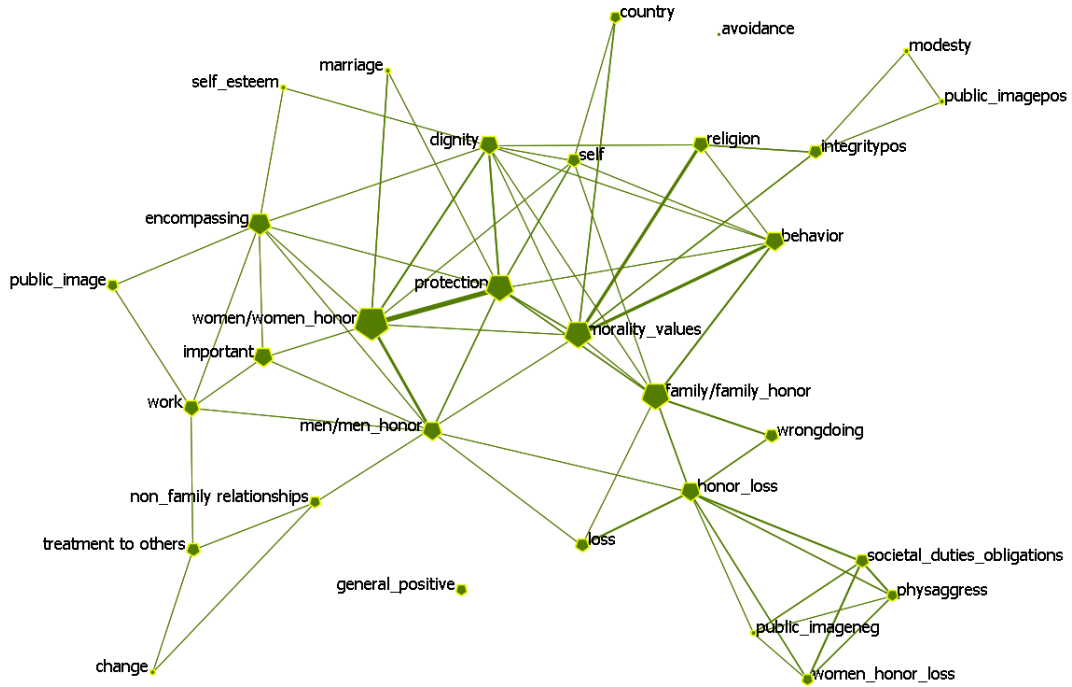 country
avoidance
modesty
marriage
self_esteem
public_imagepos
dignity
religion
integritypos
self
encompassing
behavior
public_image
protection
women/women_honor
morality_values
important
family/family_honor
work
men/men_honor
wrongdoing
honor_loss
non_family relationships
treatment to others
loss
societal_duties_obligations
general_positive
physaggress
public_imageneg
change
women_honor_loss